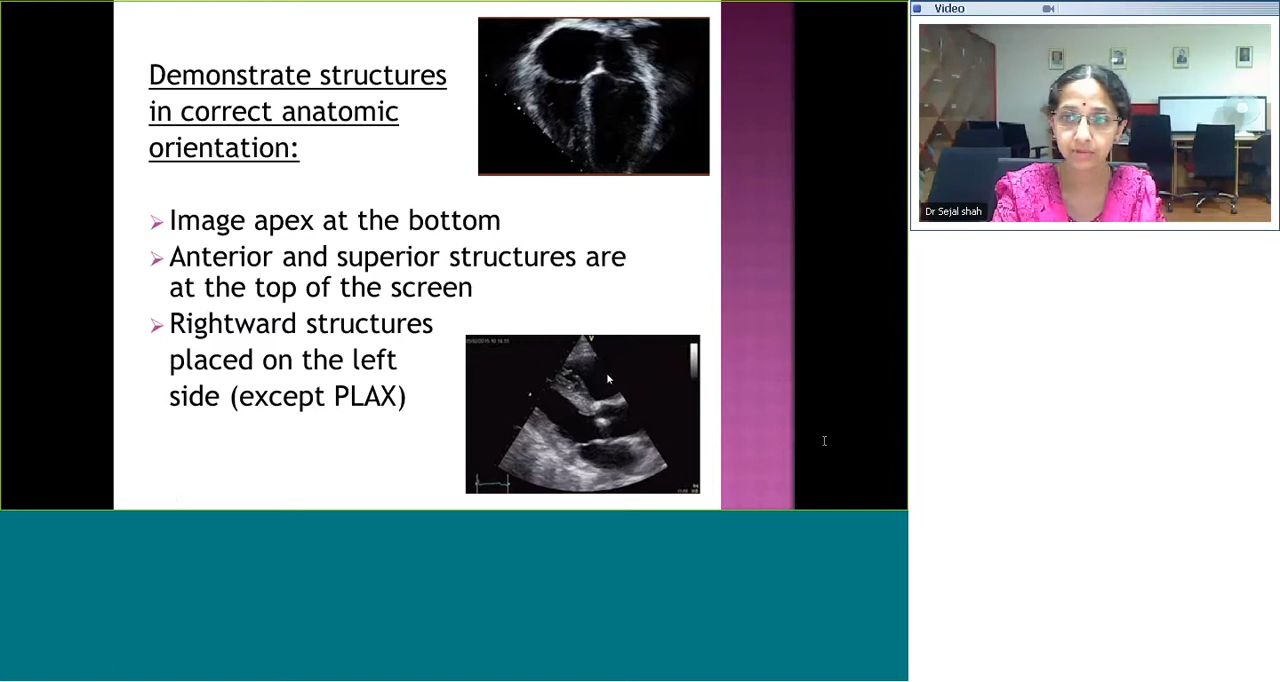 Video
Demonstrate structures
in correct anatomic
orientation:
➢ Image apex at the bottom
➢ Anterior and superior structures are
at the top of the screen
➢ Rightward structures
placed on the left
side (except PLAX)
V
Dr Sejal shah